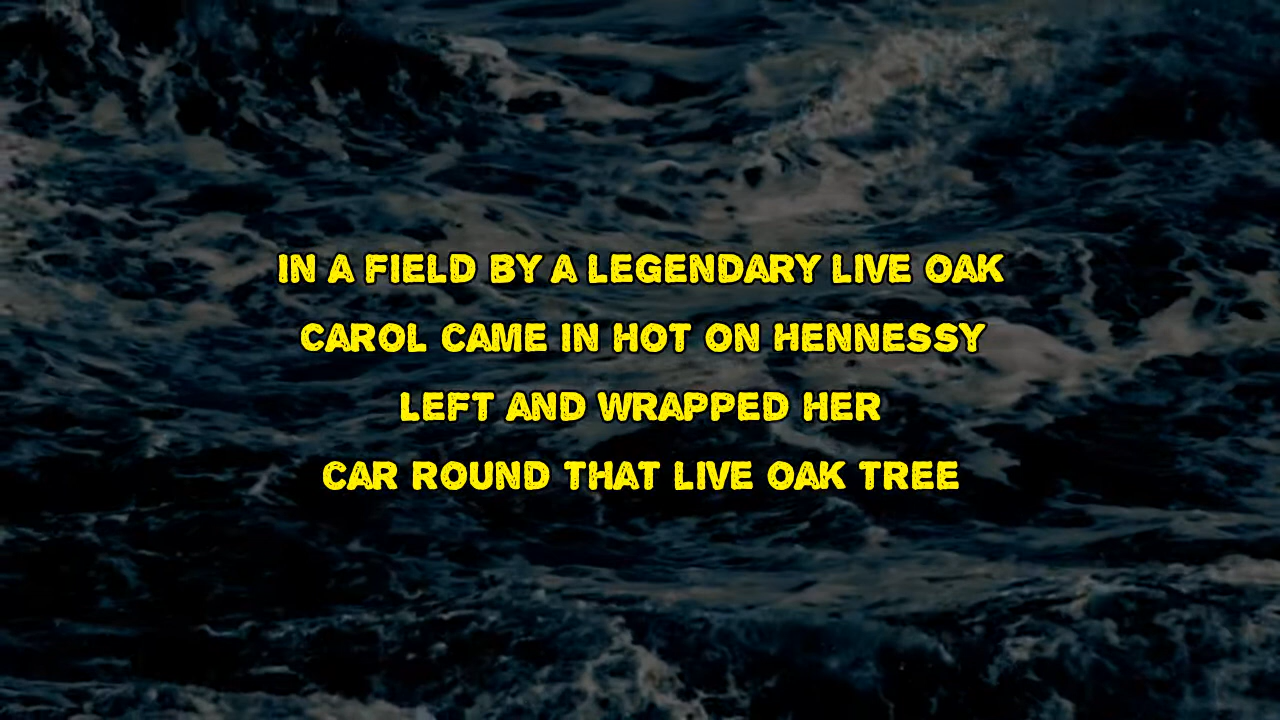 IN A FIELD BY A LEGENDARY LIVE OAK
CAROL CAME IN HOT ON HENNESSY
LEFT AND WRAPPED HER
CAR ROUND THAT LIVE OAK TREE